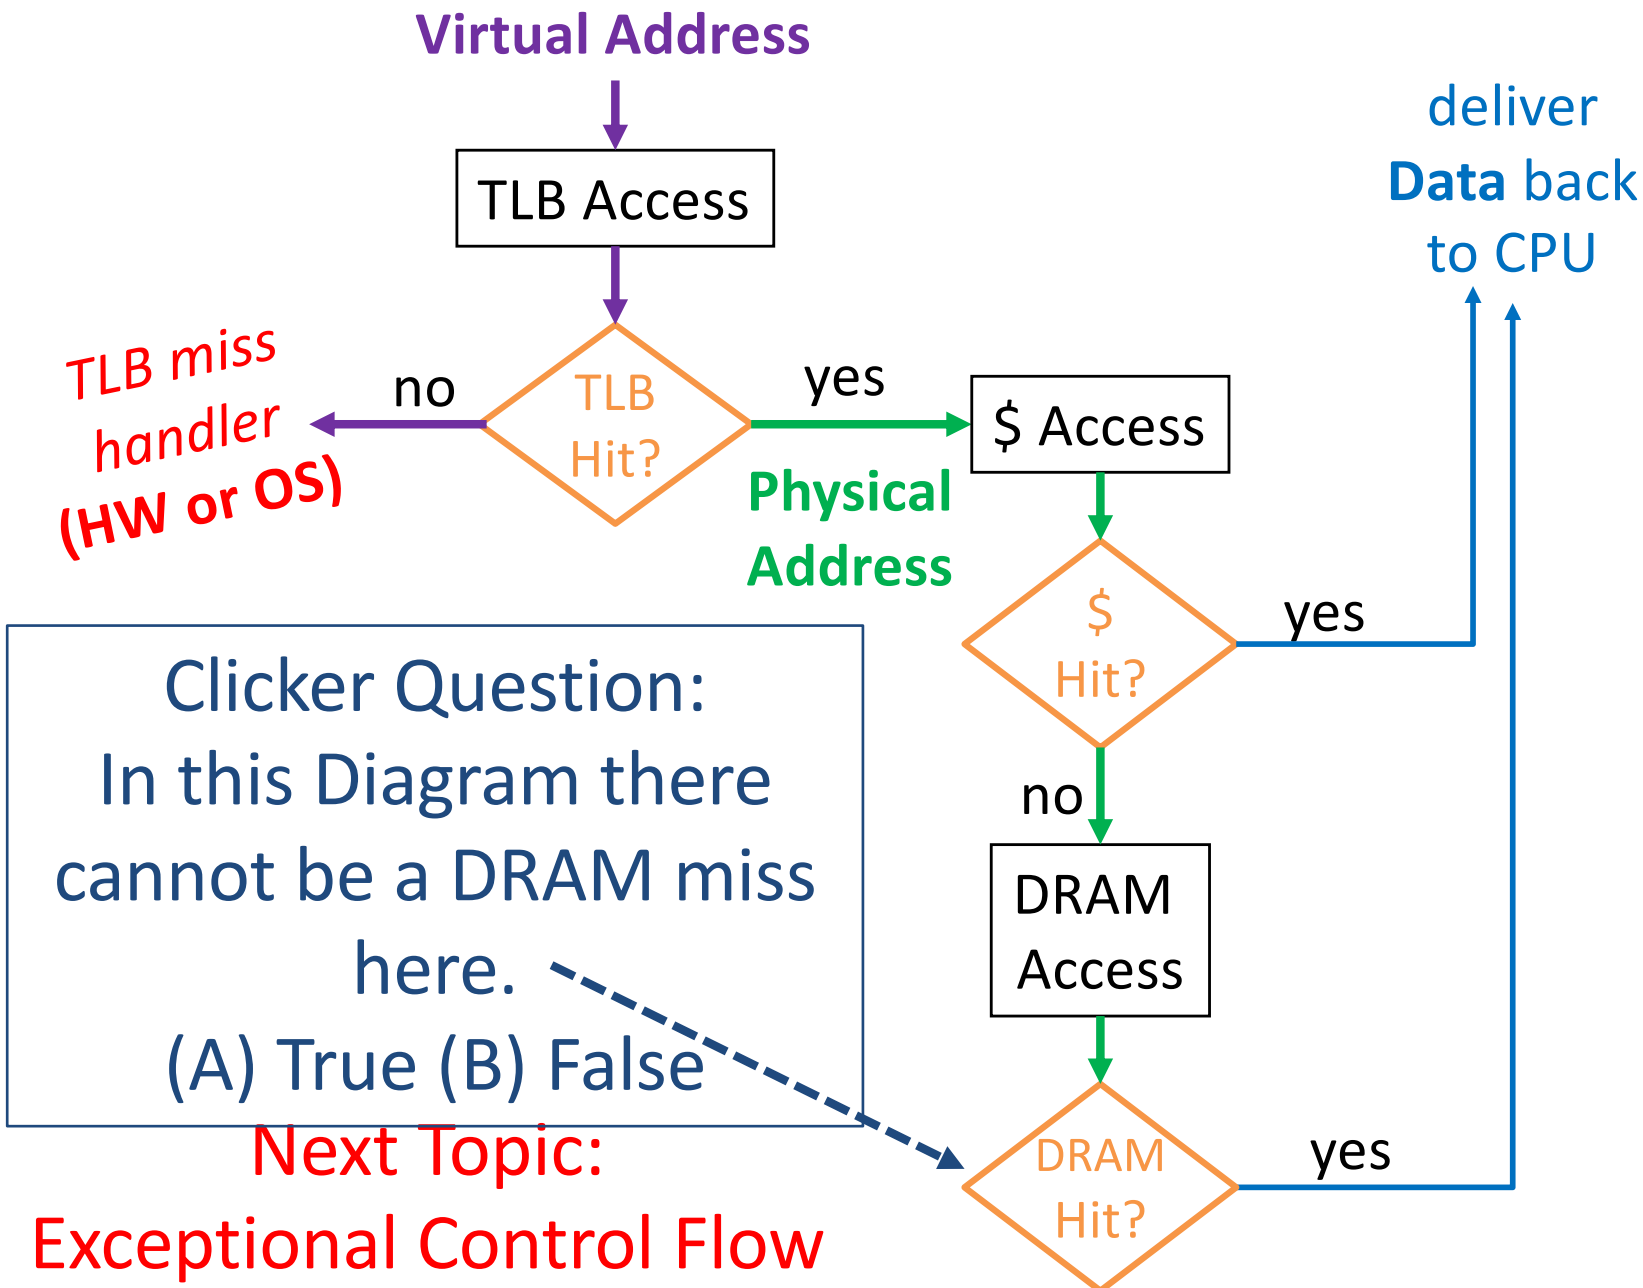 Virtual Address
deliver
Data back
to CPU
TLB Access
TLB miss
handler
(HW or OS)
no
TLB
Hit?
yes
$ Access
Physical
Address
$
Hit?
yes
Clicker Question:
In this Diagram there
cannot be a DRAM miss
here.
(A) True (B) False
no
DRAM
Access
Next Topic:
Exceptional Control Flow
DRAM
Hit?
yes